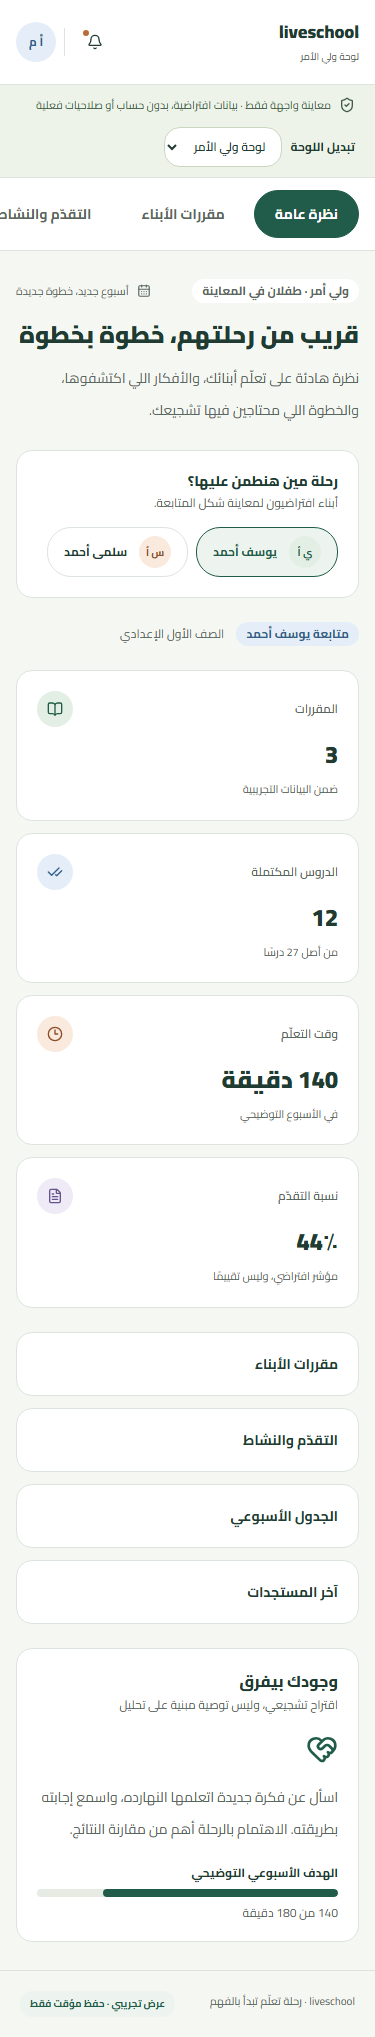 liveschool
لوحة ولي الأمر
أ م
معاينة واجهة فقط · بيانات افتراضية، بدون حساب أو صلاحيات فعلية
تبديل اللوحة
لوحة ولي الأمر
نظرة عامة
مقررات الأبناء
التقدّم والنشاط
ولي أمر · طفلان في المعاينة
أسبوع جديد، خطوة جديدة
قريب من رحلتهم، خطوة بخطوة
نظرة هادئة على تعلّم أبنائك، والأفكار اللي اكتشفوها،
والخطوة اللي محتاجين فيها تشجيعك.
رحلة مين هنطمن عليها؟
أبناء افتراضيون لمعاينة شكل المتابعة.
ي أ
يوسف أحمد
س أ
سلمى أحمد
متابعة يوسف أحمد
الصف الأول الإعدادي
المقررات
3
ضمن البيانات التجريبية
الدروس المكتملة
12
من أصل 27 درسًا
وقت التعلّم
140 دقيقة
في الأسبوع التوضيحي
نسبة التقدّم
44٪
مؤشر افتراضي، وليس تقييمًا
مقررات الأبناء
التقدّم والنشاط
الجدول الأسبوعي
آخر المستجدات
وجودك بيفرق
اقتراح تشجيعي، وليس توصية مبنية على تحليل
اسأل عن فكرة جديدة اتعلمها النهارده، واسمع إجابته
بطريقته. الاهتمام بالرحلة أهم من مقارنة النتائج.
الهدف الأسبوعي التوضيحي
140 من 180 دقيقة
liveschool · رحلة تعلّم تبدأ بالفهم
عرض تجريبي · حفظ مؤقت فقط